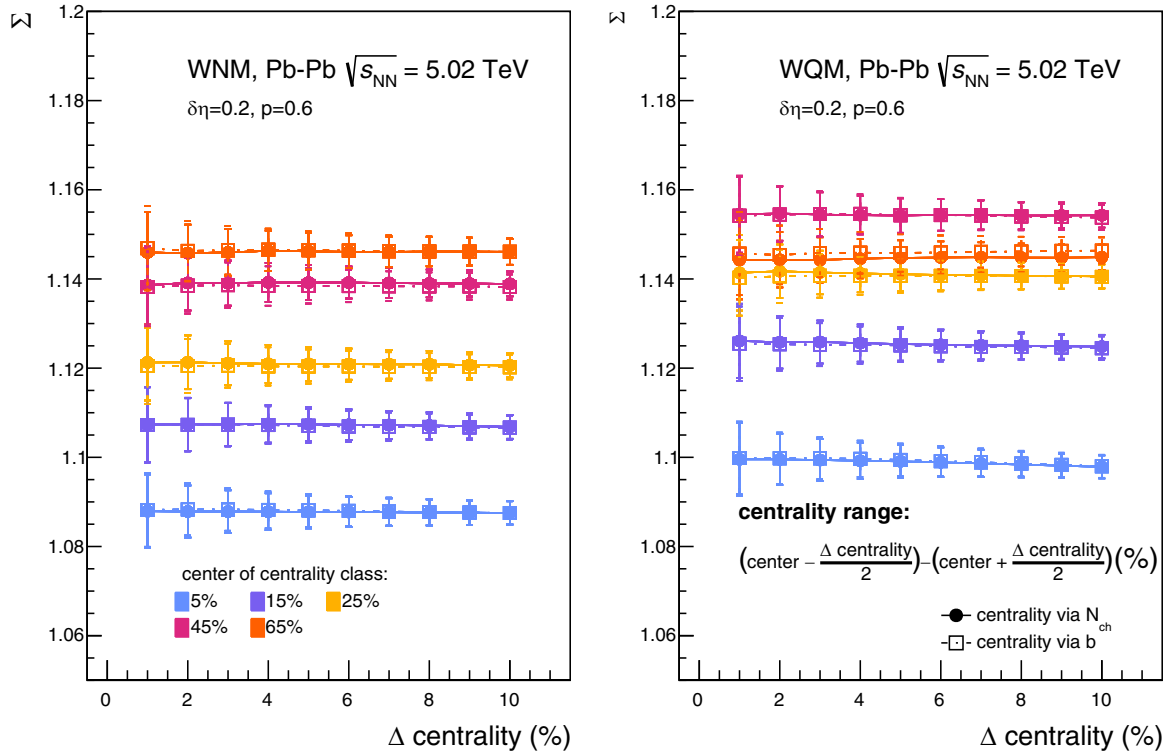 Σ
1.2
1.18
1.16
1.14
1.12
1.1
1.08
1.06
WNM, Pb-Pb √s_NN = 5.02 TeV
δη=0.2, p=0.6
center of centrality class:
5% 15% 25%
45% 65%
0 2 4 6 8 10
Δ centrality (%)
Σ
1.2
1.18
1.16
1.14
1.12
1.1
1.08
1.06
WQM, Pb-Pb √s_NN = 5.02 TeV
δη=0.2, p=0.6
centrality range:
(center − Δ centrality/2)−(center + Δ centrality/2)(%)
centrality via N_ch
centrality via b
0 2 4 6 8 10
Δ centrality (%)